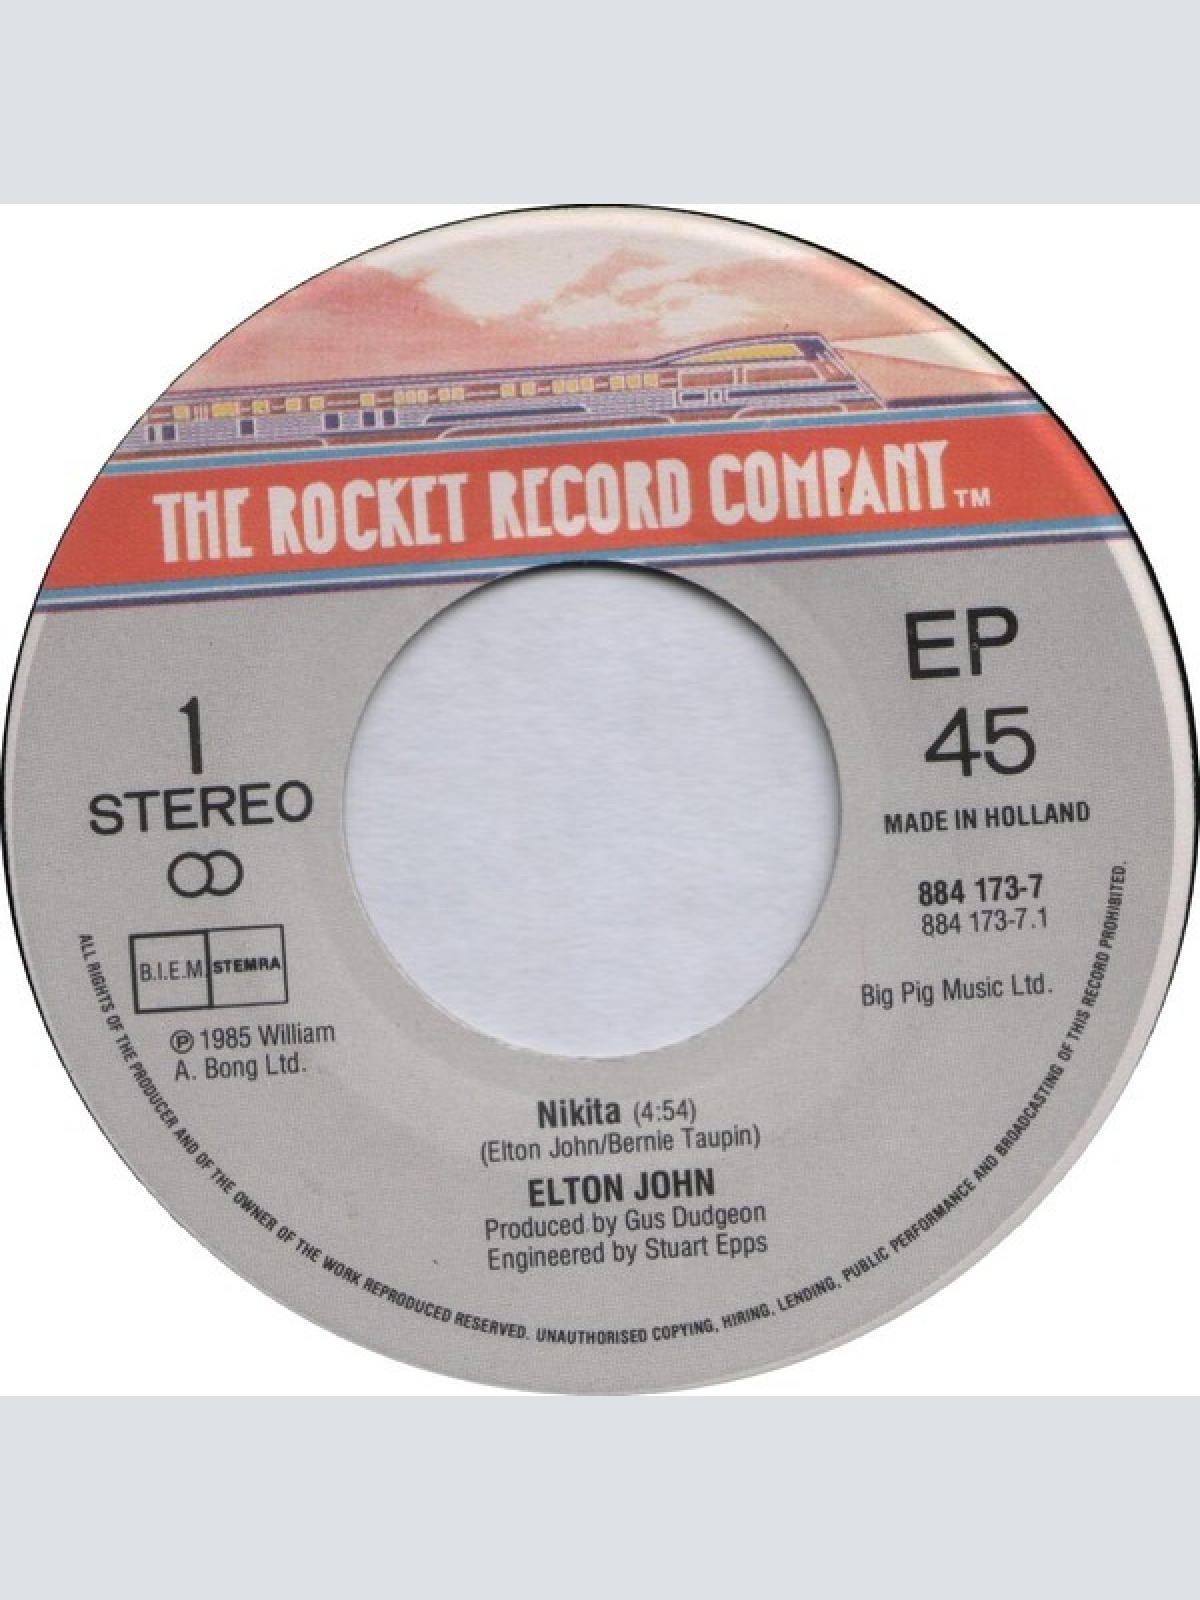 THE ROCKET RECORD COMPANY TM
EP
45
1
STEREO
MADE IN HOLLAND
884 173-7
884 173-7.1
B.I.E.M. STEMRA
Big Pig Music Ltd.
℗ 1985 William
A. Bong Ltd.
Nikita (4:54)
(Elton John/Bernie Taupin)
ELTON JOHN
Produced by Gus Dudgeon
Engineered by Stuart Epps
ALL RIGHTS OF THE PRODUCER AND OF THE OWNER OF THE WORK REPRODUCED RESERVED. UNAUTHORISED COPYING, HIRING, LENDING, PUBLIC PERFORMANCE AND BROADCASTING OF THIS RECORD PROHIBITED.